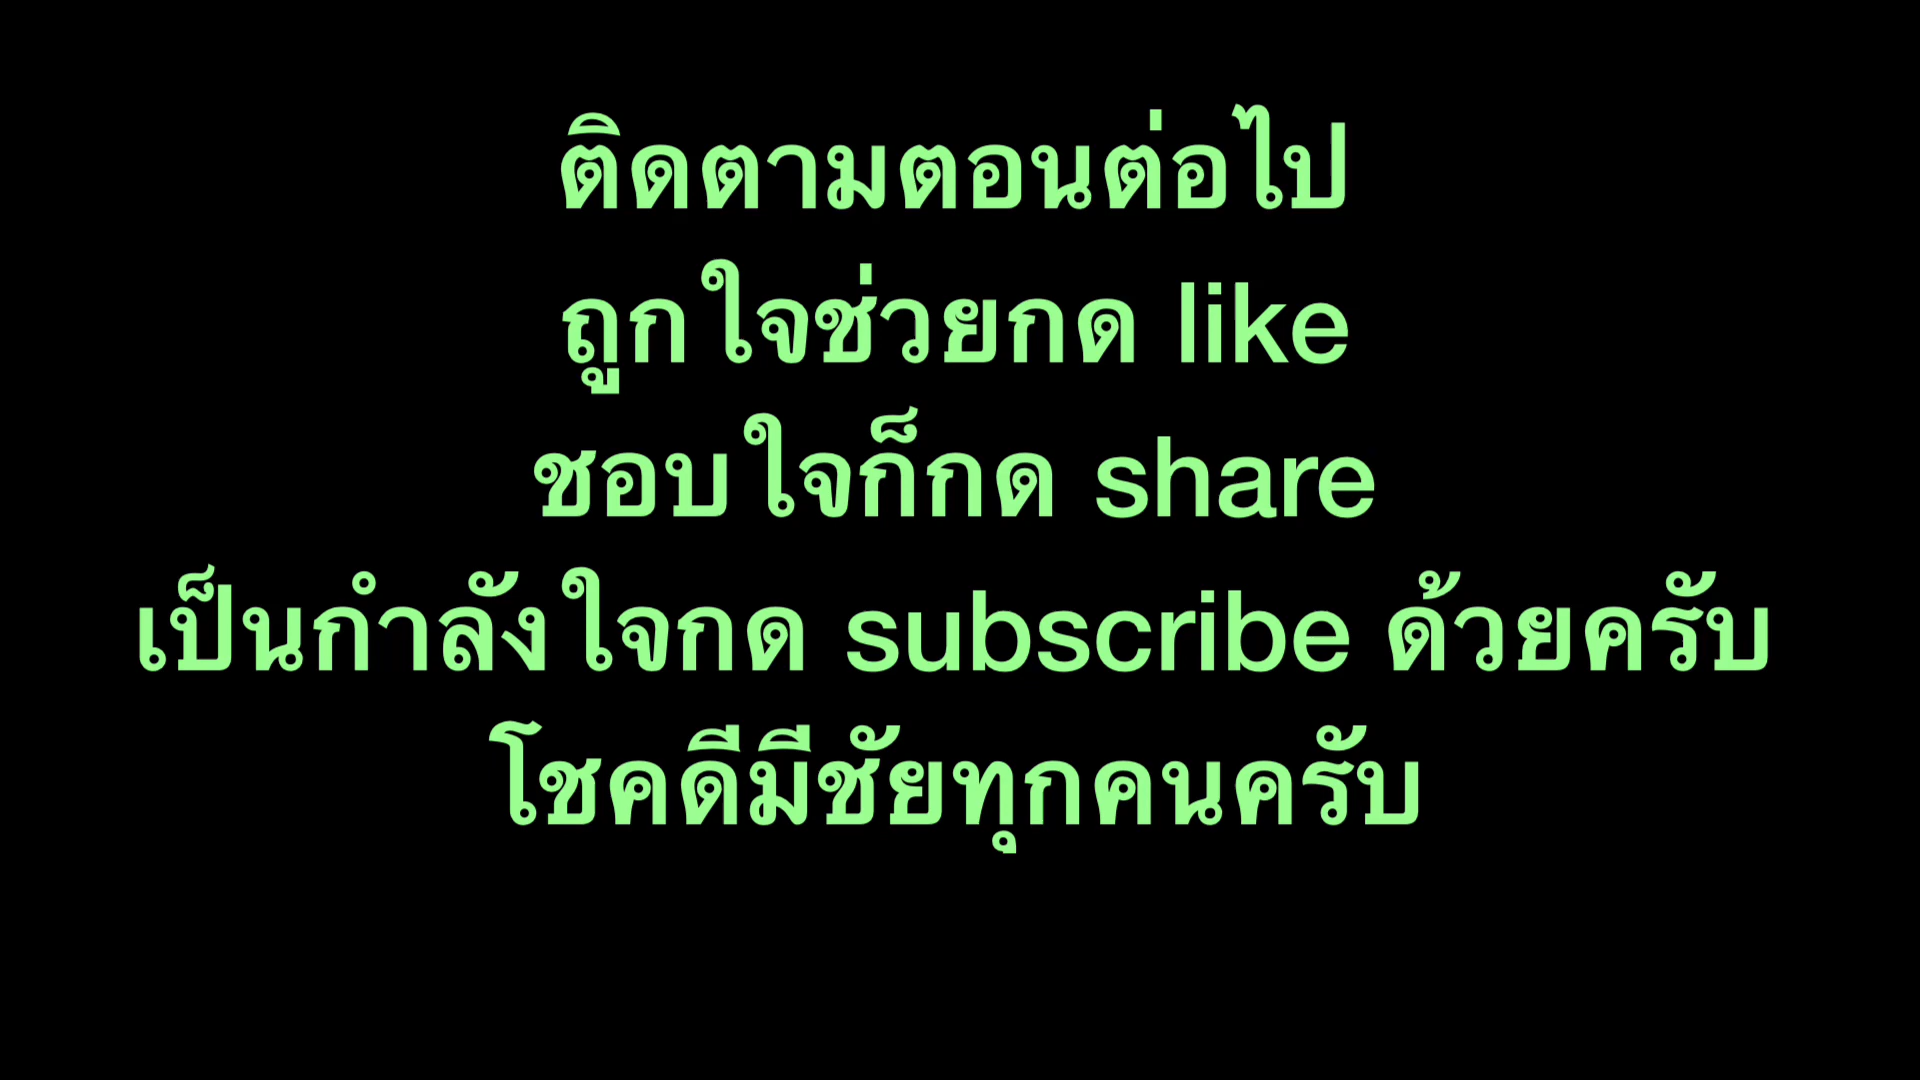 ติดตามตอนต่อไป
ถูกใจช่วยกด like
ชอบใจก็กด share
เป็นกำลังใจกด subscribe ด้วยครับ
โชคดีมีชัยทุกคนครับ